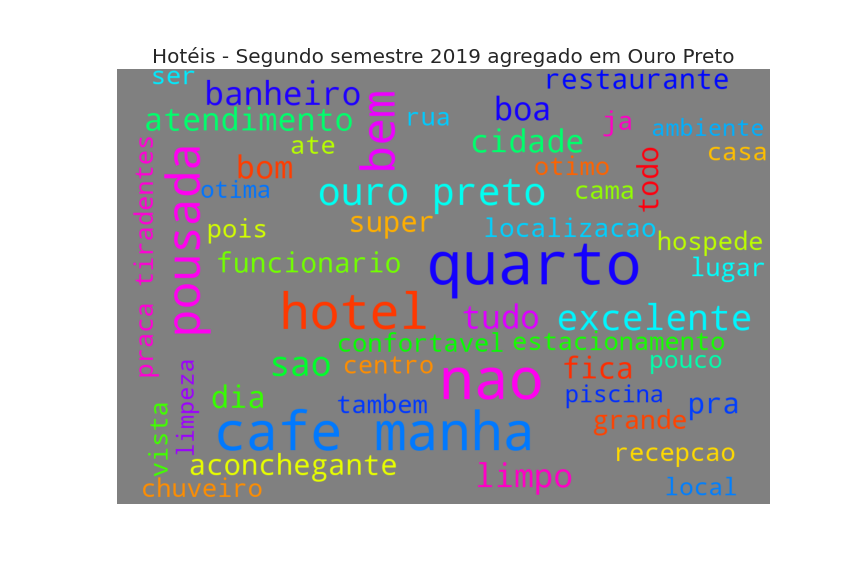 Hotéis - Segundo semestre 2019 agregado em Ouro Preto
ser
restaurante
banheiro
bem
boa
atendimento
rua
ja
ambiente
ate
cidade
casa
praca tiradentes
pousada
bom
otimo
todo
otima
ouro preto
cama
pois
super
localizacao
hospede
funcionario
quarto
lugar
hotel
tudo
excelente
confortavel
estacionamento
sao
centro
nao
fica
pouco
vista
limpeza
dia
tambem
piscina
pra
cafe manha
grande
aconchegante
limpo
recepcao
chuveiro
local